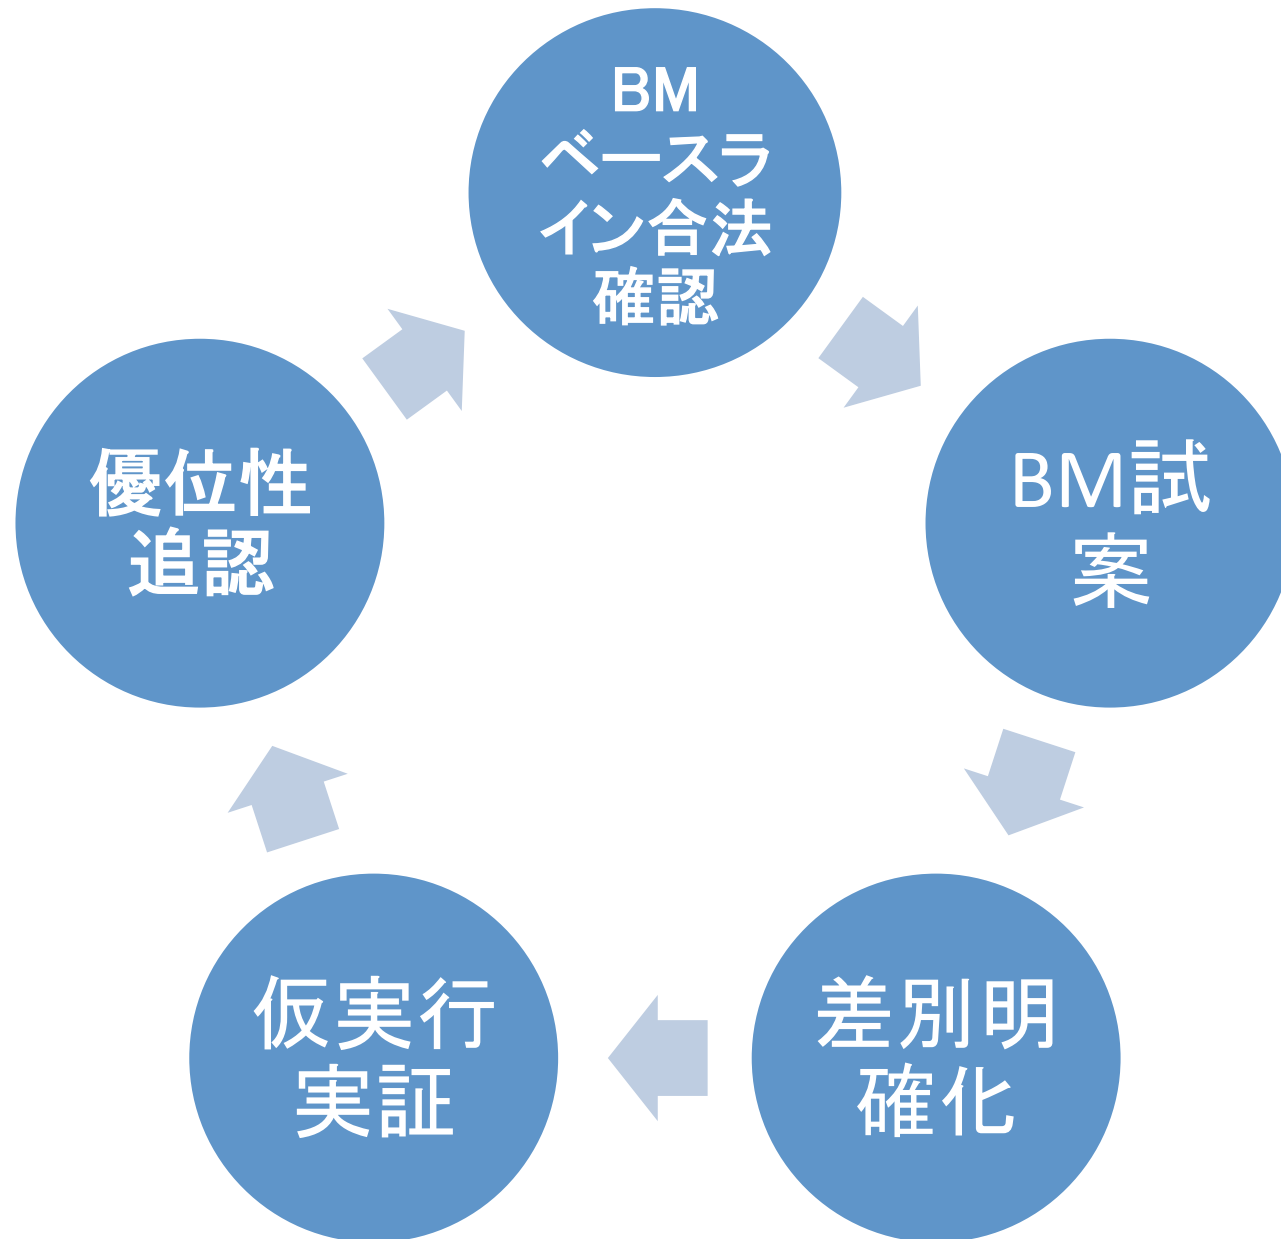 BM
ベースラ
イン合法
確認
BM試
案
差別明
確化
仮実行
実証
優位性
追認